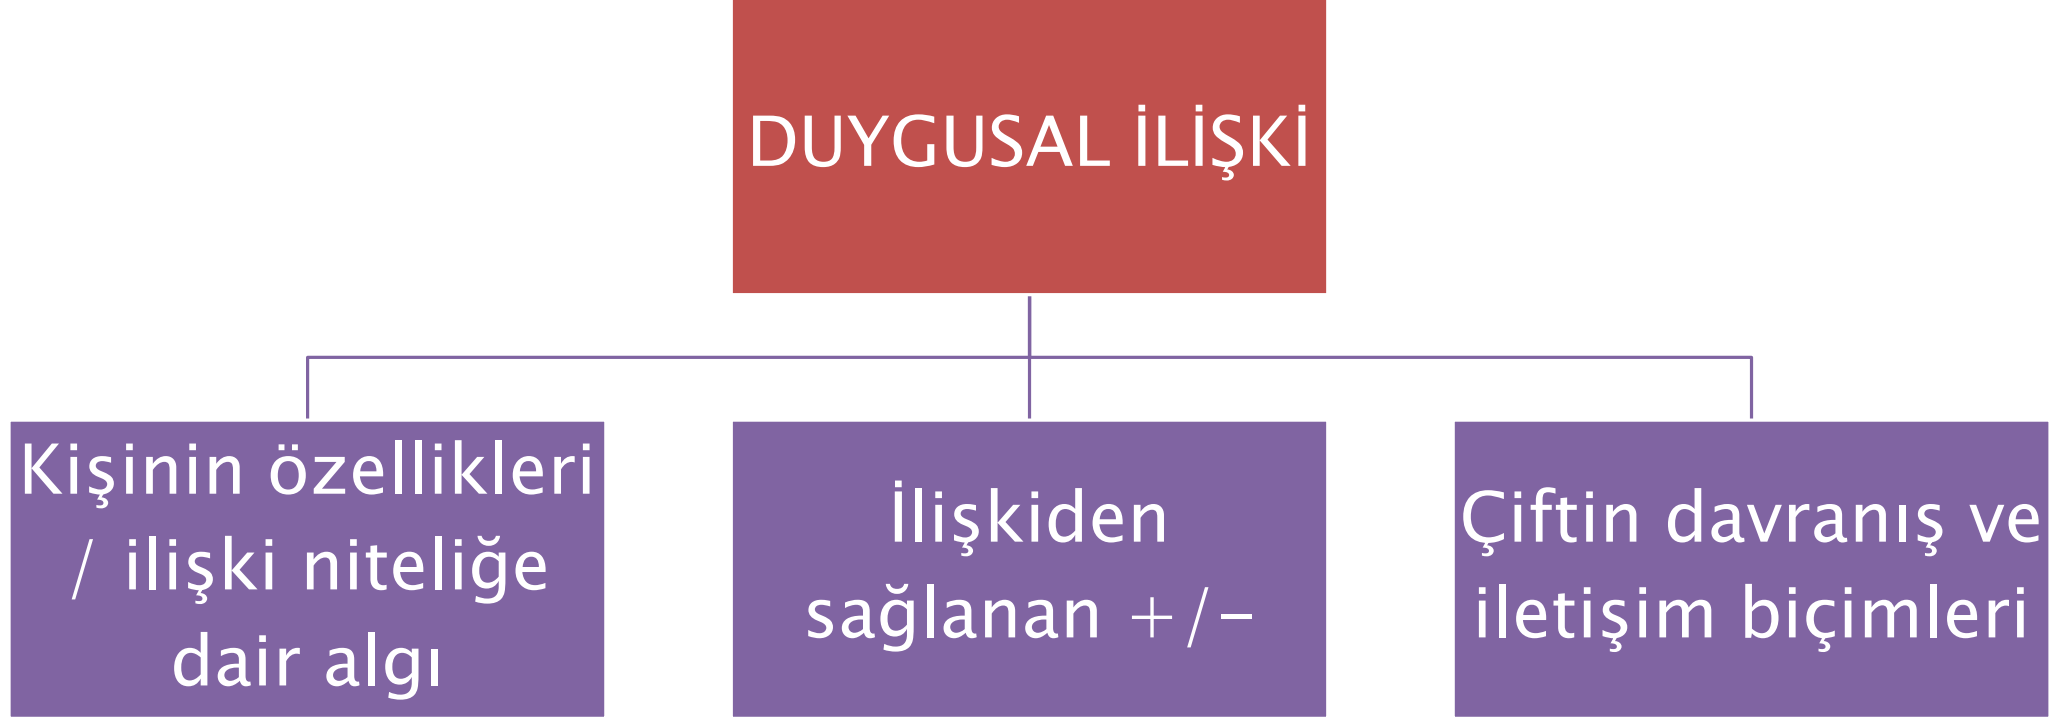 DUYGUSAL İLİŞKİ
Kişinin özellikleri
/ ilişki niteliğe
dair algı
İlişkiden
sağlanan +/-
Çiftin davranış ve
iletişim biçimleri